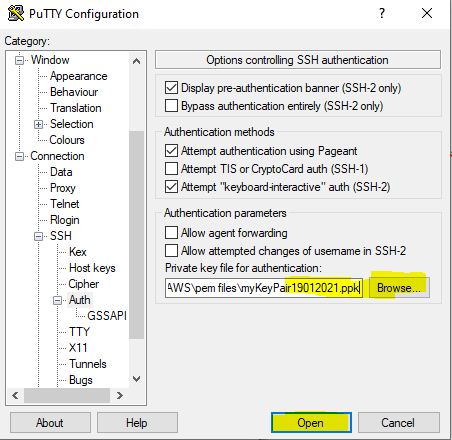 PuTTY Configuration
?
Category:
Window
Appearance
Behaviour
Translation
Selection
Colours
Connection
Data
Proxy
Telnet
Rlogin
SSH
Kex
Host keys
Cipher
Auth
GSSAPI
TTY
X11
Tunnels
Bugs
Options controlling SSH authentication
Display pre-authentication banner (SSH-2 only)
Bypass authentication entirely (SSH-2 only)
Authentication methods
Attempt authentication using Pageant
Attempt TIS or CryptoCard auth (SSH-1)
Attempt "keyboard-interactive" auth (SSH-2)
Authentication parameters
Allow agent forwarding
Allow attempted changes of username in SSH-2
Private key file for authentication:
AWS\pem files\myKeyPair19012021.ppk
Browse...
About
Help
Open
Cancel